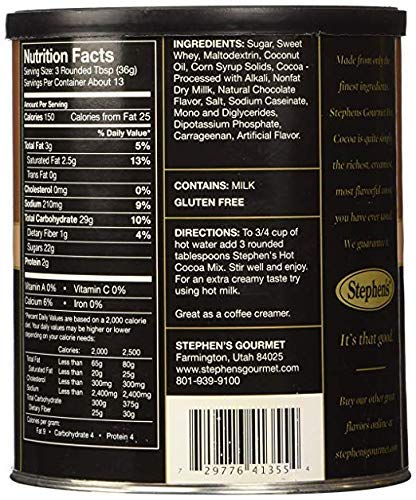 Nutrition Facts
Serving Size: 3 Rounded Tbsp (36g)
Servings Per Container About 13
Amount Per Serving
Calories 150 Calories from Fat 25
% Daily Value*
Total Fat 3g 5%
Saturated Fat 2.5g 13%
Trans Fat 0g
Cholesterol 0mg 0%
Sodium 210mg 9%
Total Carbohydrate 29g 10%
Dietary Fiber 1g 4%
Sugars 22g
Protein 2g
Vitamin A 0% • Vitamin C 0%
Calcium 6% • Iron 0%
*Percent Daily Values are based on a 2,000 calorie
diet. Your daily values may be higher or lower
depending on your calorie needs:
Calories: 2,000 2,500
Total Fat Less than 65g 80g
Saturated Fat Less than 20g 25g
Cholesterol Less than 300mg 300mg
Sodium Less than 2,400mg 2,400mg
Total Carbohydrate 300g 375g
Dietary Fiber 25g 30g
Calories per gram:
Fat 9 • Carbohydrate 4 • Protein 4
INGREDIENTS: Sugar, Sweet
Whey, Maltodextrin, Coconut
Oil, Corn Syrup Solids, Cocoa -
Processed with Alkali, Nonfat
Dry Millk, Natural Chocolate
Flavor, Salt, Sodium Caseinate,
Mono and Diglycerides,
Dipotassium Phosphate,
Carrageenan, Artificial Flavor.
CONTAINS: MILK
GLUTEN FREE
DIRECTIONS: To 3/4 cup of
hot water add 3 rounded
tablespoons Stephen's Hot
Cocoa Mix. Stir well and enjoy.
For an extra creamy taste try
using hot milk.
Great as a coffee creamer.
STEPHEN'S GOURMET
Farmington, Utah 84025
www.stephensgourmet.com
801-939-9100
7 29776 41355 4
Made from only the
finest ingredients,
Stephens Gourmet Hot
Cocoa is quite simply
the richest, creamiest
most flavorful cocoa
you have ever tasted.
We guarantee it.
Stephen's
It's that good.
Buy our other great
flavors online at
stephensgourmet.com